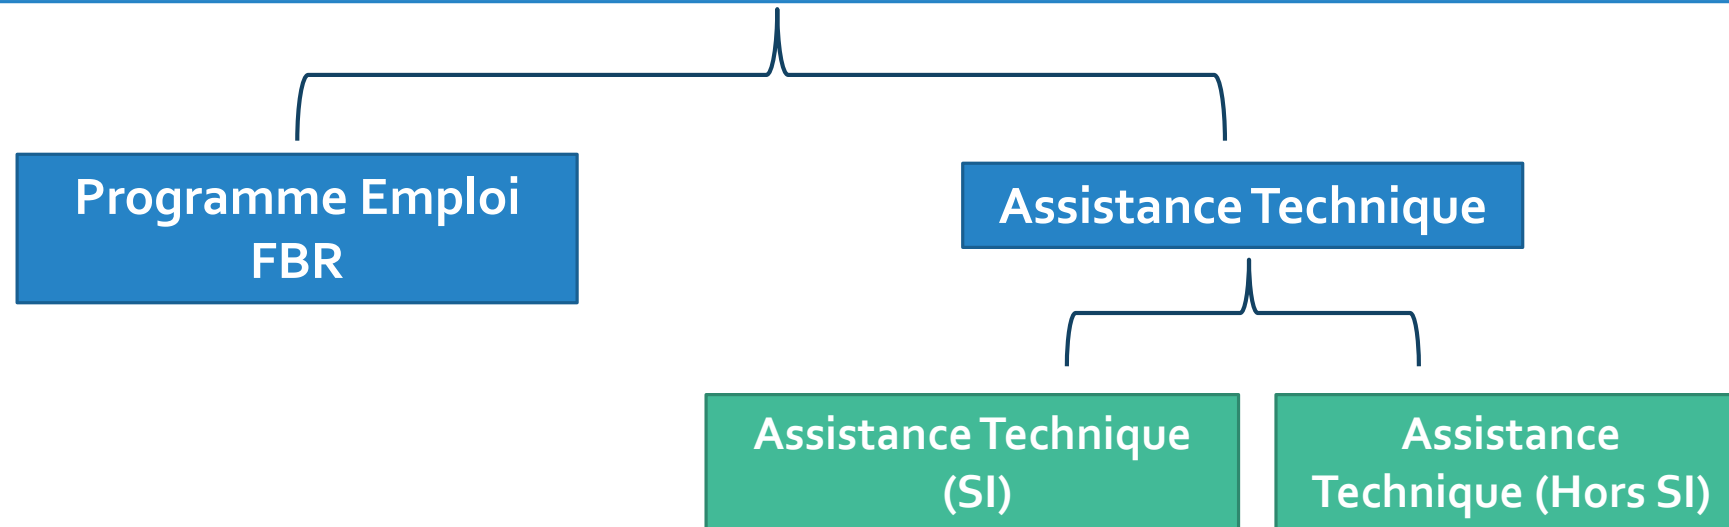 Programme Emploi
FBR
Assistance Technique
Assistance Technique
(SI)
Assistance
Technique (Hors SI)